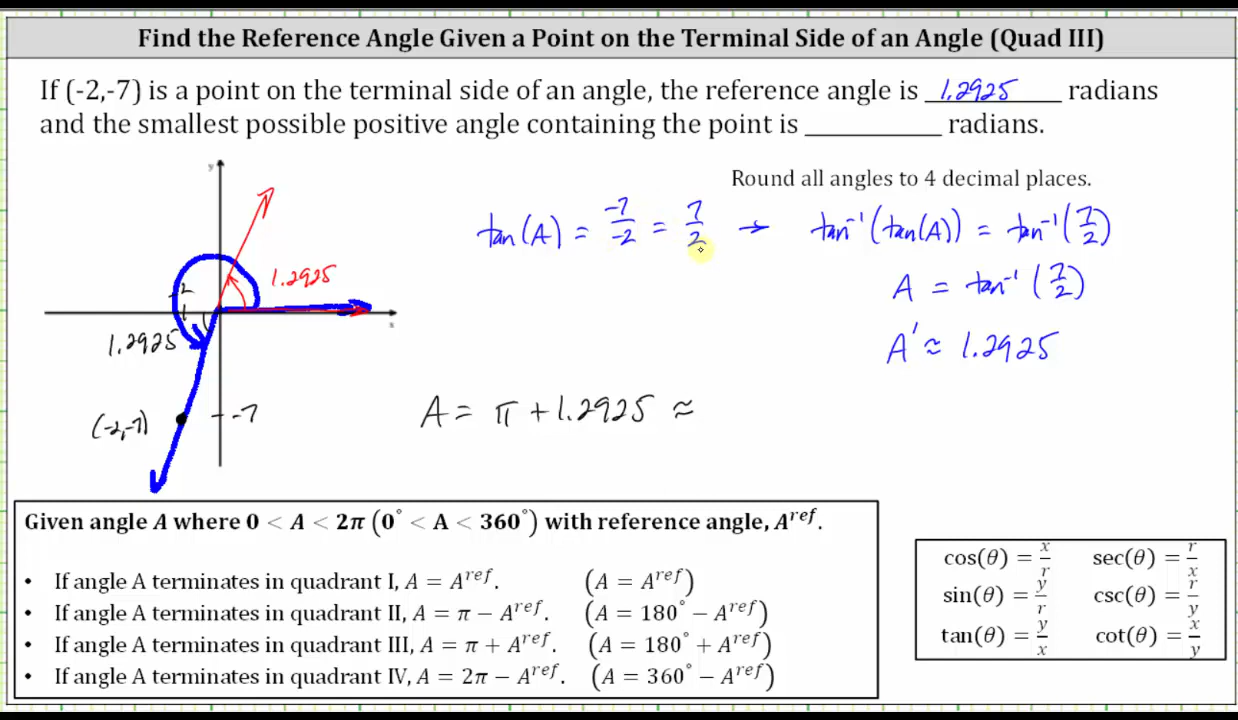 Find the Reference Angle Given a Point on the Terminal Side of an Angle (Quad III)
If (-2,-7) is a point on the terminal side of an angle, the reference angle is 1.2925 radians
and the smallest possible positive angle containing the point is __________ radians.
Round all angles to 4 decimal places.
y
tan(A) = -7/-2 = 7/2 → tan⁻¹(tan(A)) = tan⁻¹(7/2)
1.2925
-2
A = tan⁻¹(7/2)
x
1.2925
A' ≈ 1.2925
(-2,-7)
-7
A = π + 1.2925 ≈
Given angle A where 0 < A < 2π (0° < A < 360°) with reference angle, A^ref.
• If angle A terminates in quadrant I, A = A^ref. (A = A^ref)
• If angle A terminates in quadrant II, A = π − A^ref. (A = 180° − A^ref)
• If angle A terminates in quadrant III, A = π + A^ref. (A = 180° + A^ref)
• If angle A terminates in quadrant IV, A = 2π − A^ref. (A = 360° − A^ref)
cos(θ) = x/r sec(θ) = r/x
sin(θ) = y/r csc(θ) = r/y
tan(θ) = y/x cot(θ) = x/y